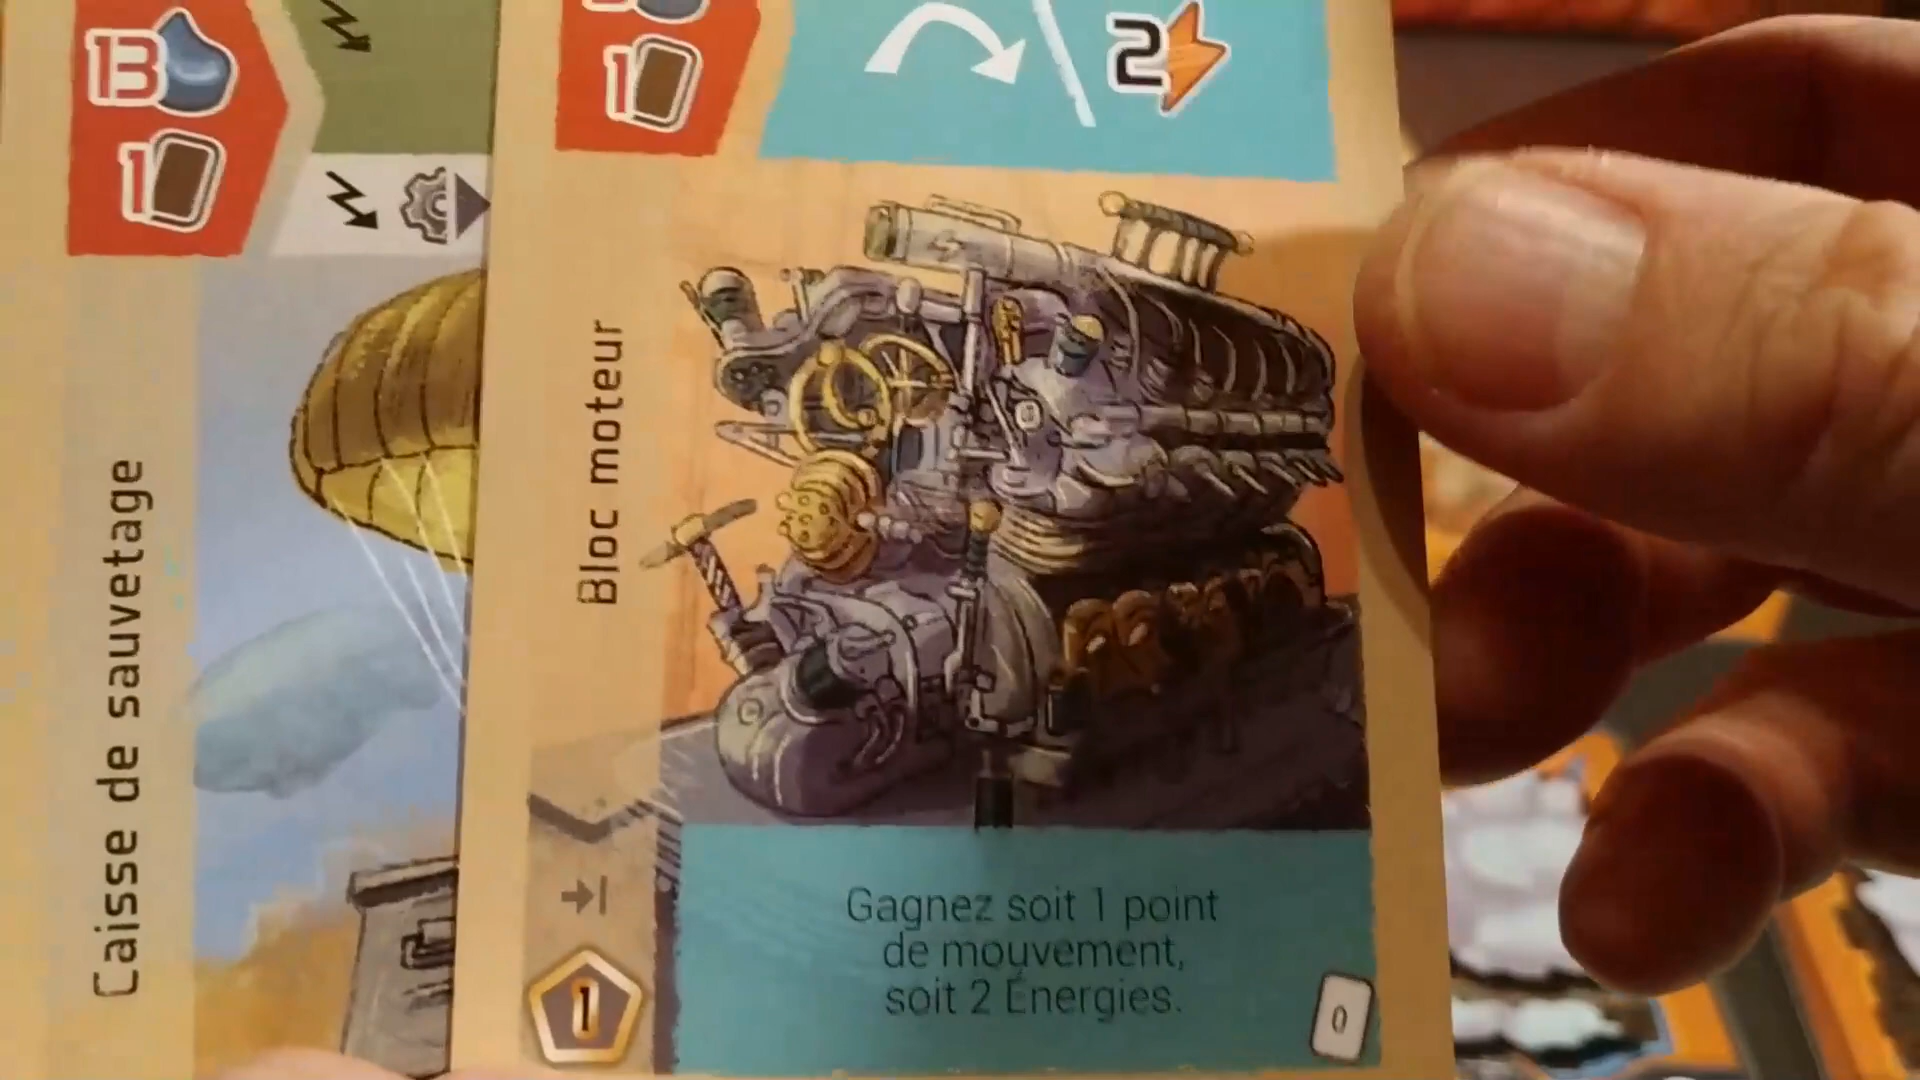 13
1
Caisse de sauvetage
1
2
Bloc moteur
Gagnez soit 1 point
de mouvement,
soit 2 Énergies.
1
0